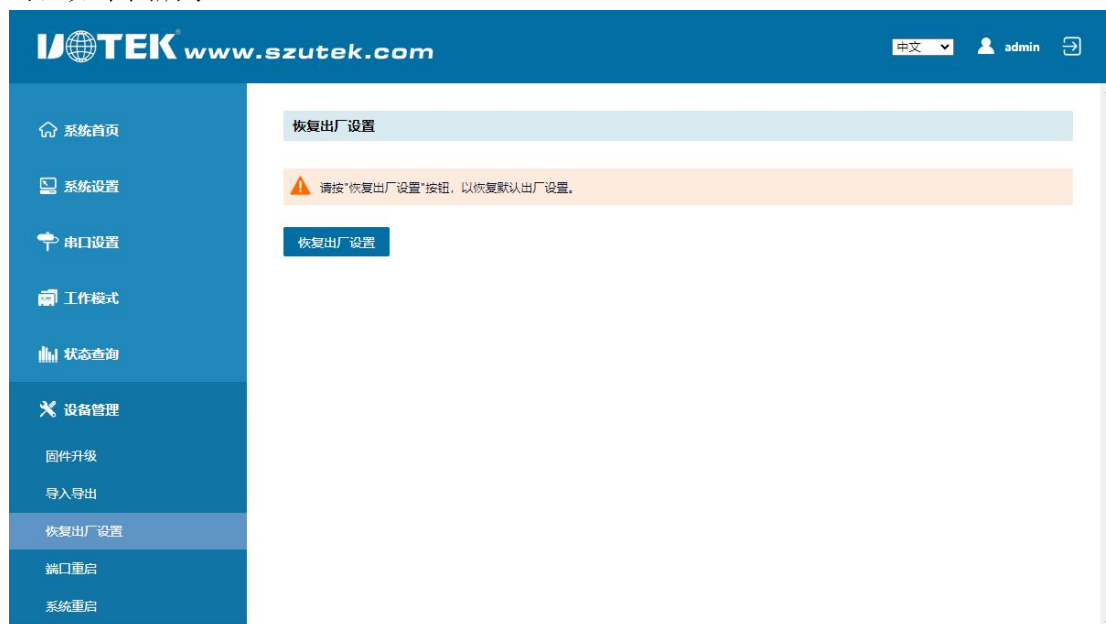 UOTEK www.szutek.com
中文
admin
系统首页
系统设置
串口设置
工作模式
状态查询
设备管理
固件升级
导入导出
恢复出厂设置
端口重启
系统重启
恢复出厂设置
请按"恢复出厂设置"按钮，以恢复默认出厂设置。
恢复出厂设置